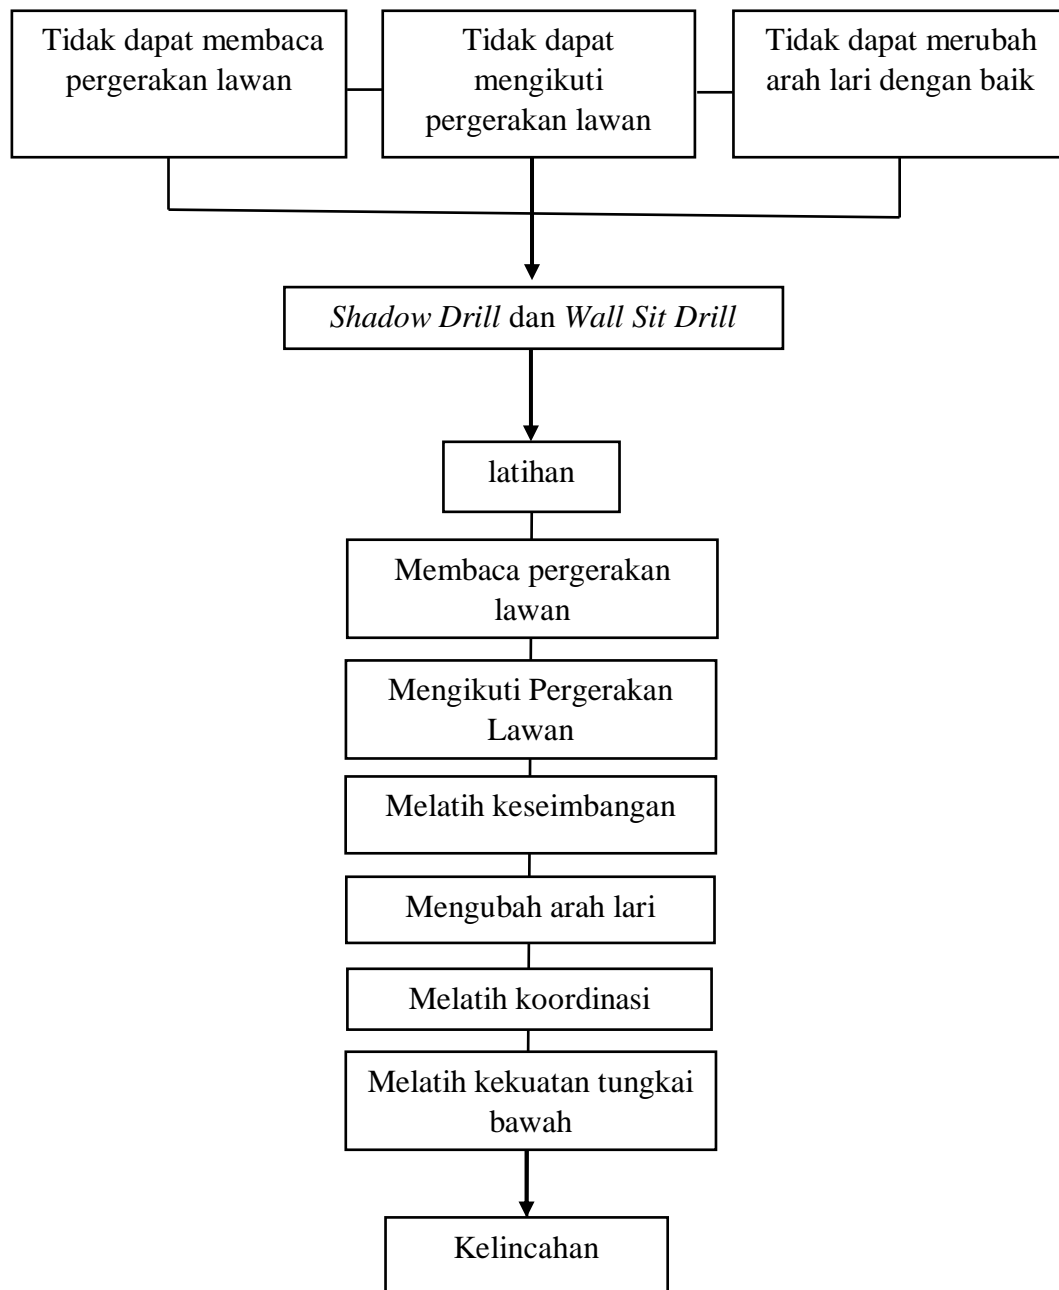 Tidak dapat membaca
pergerakan lawan
Tidak dapat
mengikuti
pergerakan lawan
Tidak dapat merubah
arah lari dengan baik
Shadow Drill dan Wall Sit Drill
latihan
Membaca pergerakan
lawan
Mengikuti Pergerakan
Lawan
Melatih keseimbangan
Mengubah arah lari
Melatih koordinasi
Melatih kekuatan tungkai
bawah
Kelincahan